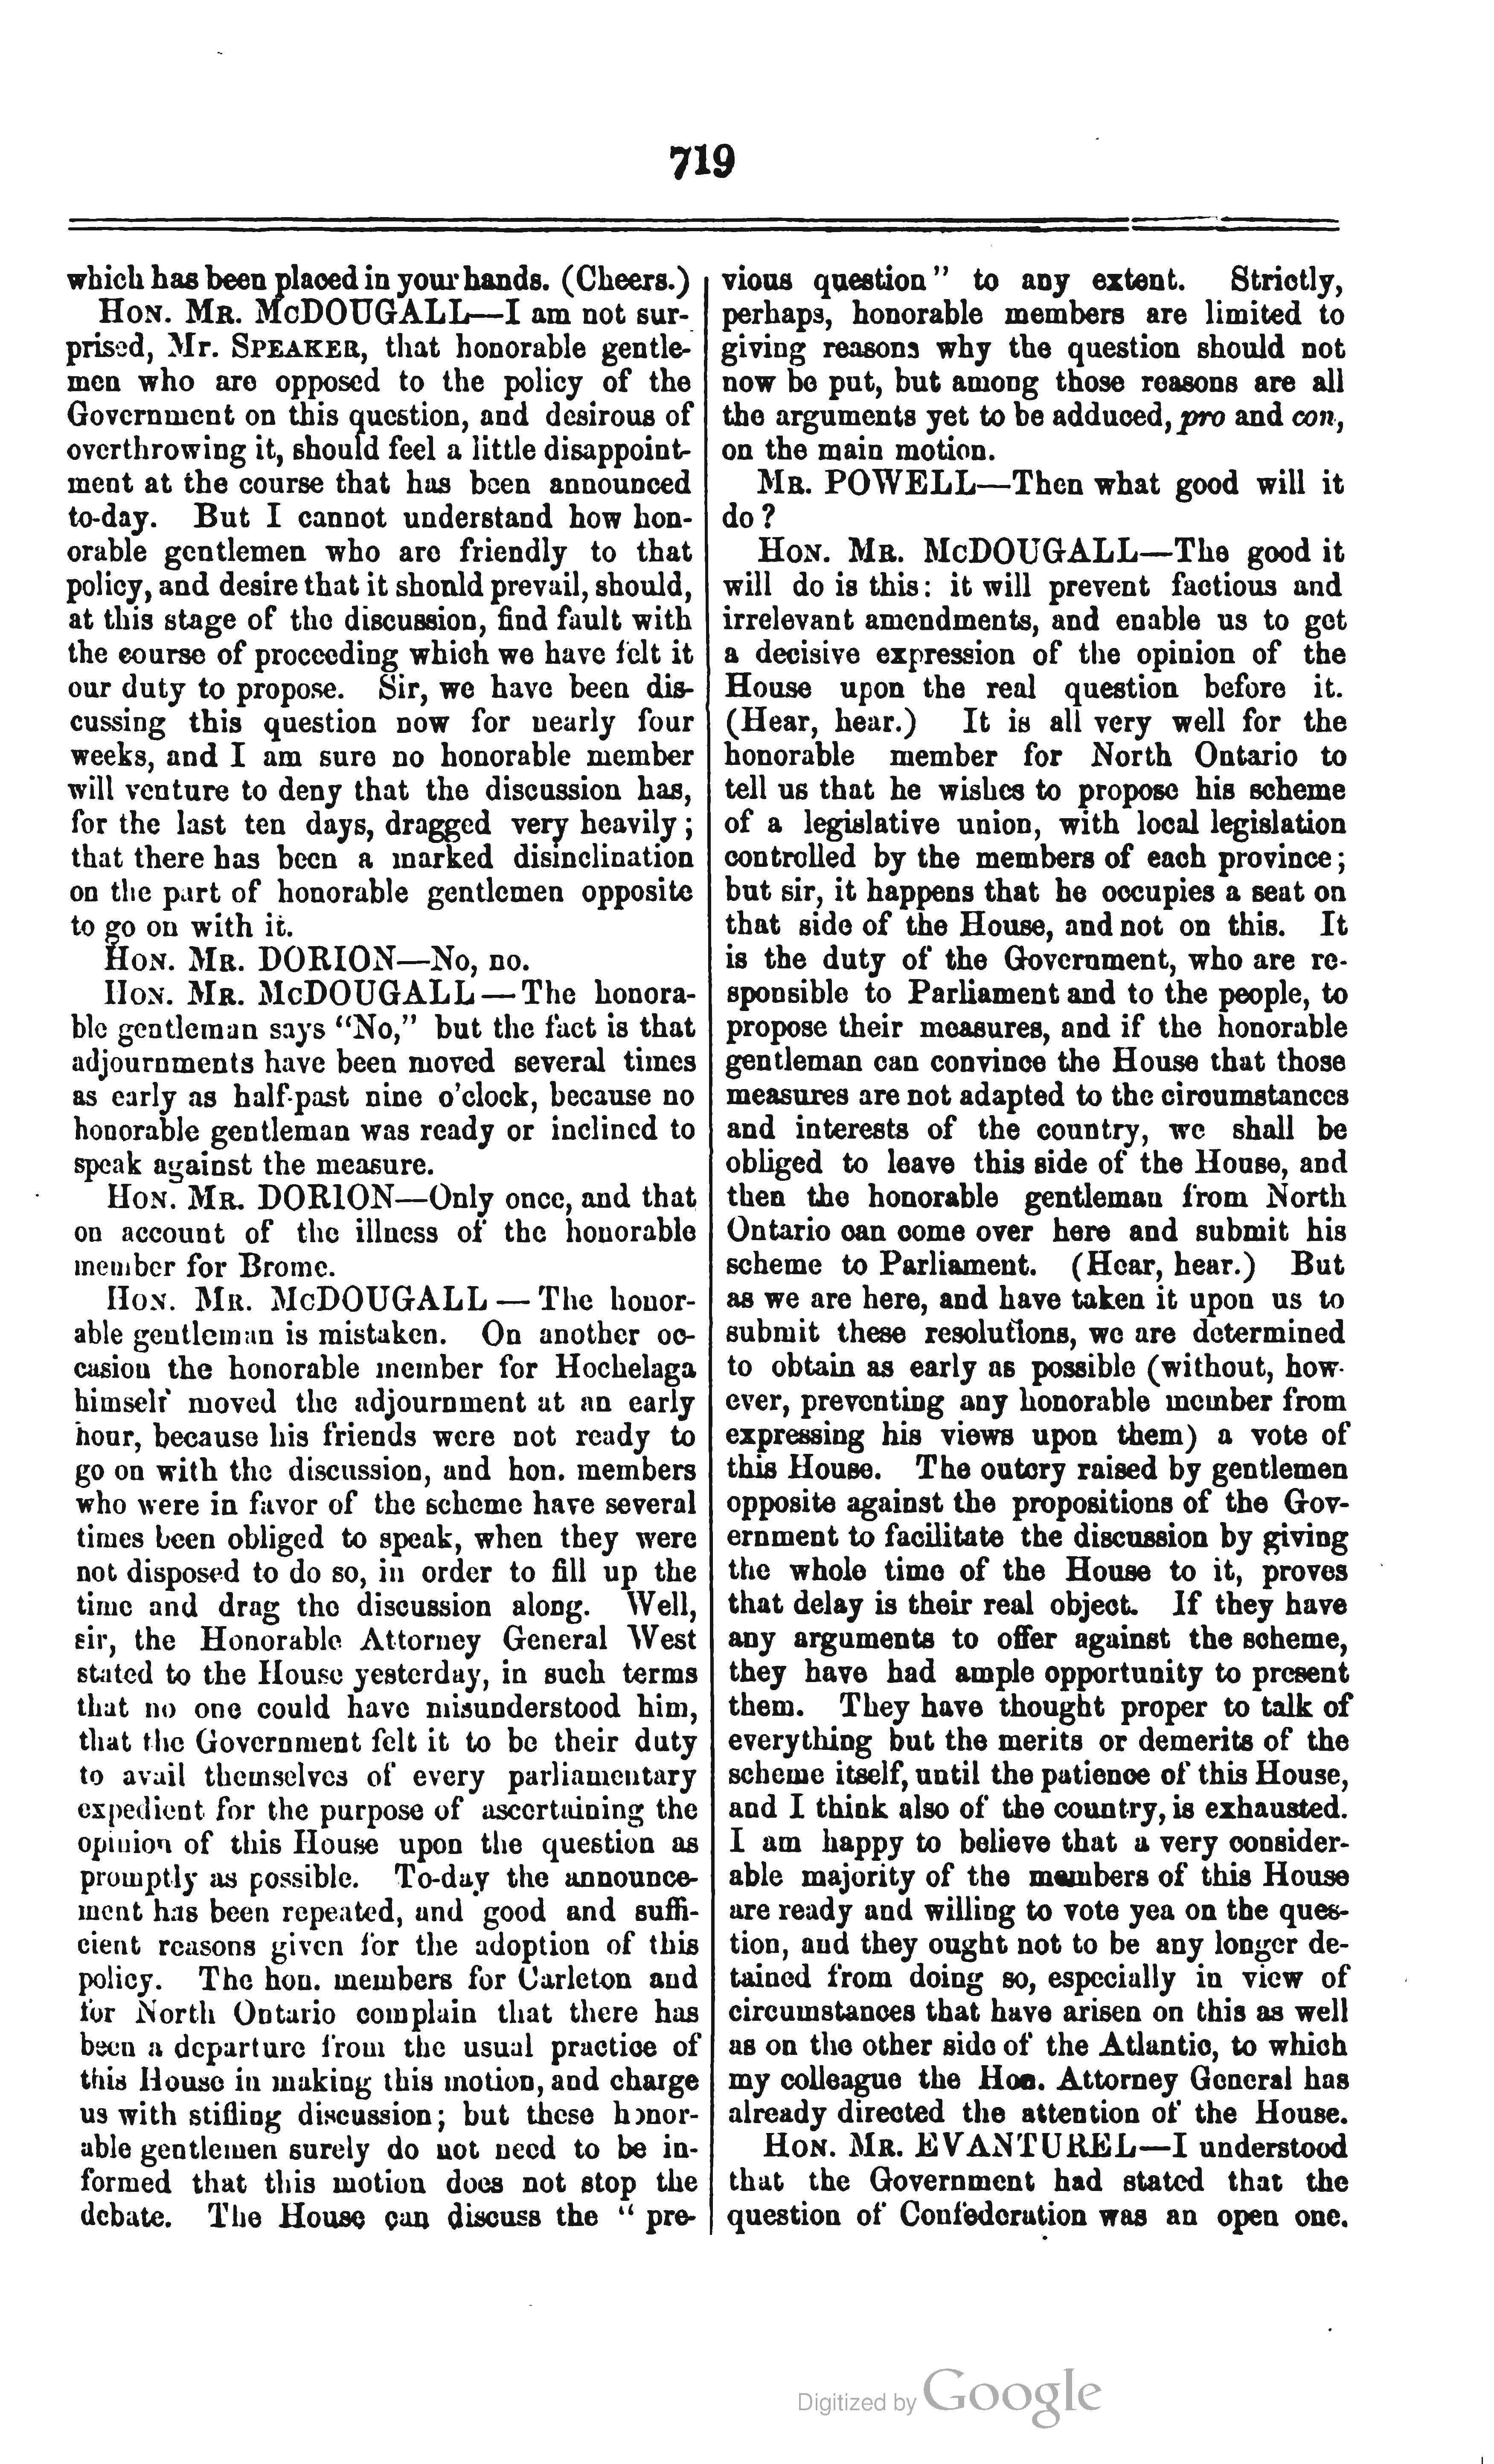 719
which has been placed in your hands. (Cheers.)
HON. MR. McDOUGALL—I am not sur-
prised, Mr. SPEAKER, that honorable gentle-
men who are opposed to the policy of the
Government on this question, and desirous of
overthrowing it, should feel a little disappoint-
ment at the course that has been announced
to-day. But I cannot understand how hon-
orable gentlemen who are friendly to that
policy, and desire that it should prevail, should,
at this stage of the discussion, find fault with
the course of proceeding which we have felt it
our duty to propose. Sir, we have been dis-
cussing this question now for nearly four
weeks, and I am sure no honorable member
will venture to deny that the discussion has,
for the last ten days, dragged very heavily;
that there has been a marked disinclination
on the part of honorable gentlemen opposite
to go on with it.
HON. MR. DORION—No, no.
HON. MR. McDOUGALL—The honora-
ble gentleman says "No," but the fact is that
adjournments have been moved several times
as early as half-past nine o'clock, because no
honorable gentleman was ready or inclined to
speak against the measure.
HON. MR. DORION—Only once, and that
on account of the illness of the honorable
member for Brome.
HON. MR. McDOUGALL—The honor-
able gentleman is mistaken. On another oc-
casion the honorable member for Hochelaga
himself moved the adjournment at an early
hour, because his friends were not ready to
go on with the discussion, and hon. members
who were in favor of the scheme have several
times been obliged to speak, when they were
not disposed to do so, in order to fill up the
time and drag the discussion along. Well,
sir, the Honorable Attorney General West
stated to the House yesterday, in such terms
that no one could have misunderstood him,
that the Government felt it to be their duty
to avail themselves of every parliamentary
expedient for the purpose of ascertaining the
opinion of this House upon the question as
promptly as possible. To-day the announce-
ment has been repeated, and good and suffi-
cient reasons given for the adoption of this
policy. The hon. members for Carleton and
for North Ontario complain that there has
been a departure from the usual practice of
this House in making this motion, and charge
us with stifling discussion; but these honor-
able gentlemen surely do not need to be in-
formed that this motion does not stop the
debate. The House can discuss the "pre-
vious question" to any extent. Strictly,
perhaps, honorable members are limited to
giving reasons why the question should not
now be put, but among those reasons are all
the arguments yet to be adduced, pro and con,
on the main motion.
MR. POWELL—Then what good will it
do?
HON. MR. McDOUGALL—The good it
will do is this: it will prevent factious and
irrelevant amendments, and enable us to get
a decisive expression of the opinion of the
House upon the real question before it.
(Hear, hear.) It is all very well for the
honorable member for North Ontario to
tell us that he wishes to propose his scheme
of a legislative union, with local legislation
controlled by the members of each province;
but sir, it happens that he occupies a seat on
that side of the House, and not on this. It
is the duty of the Government, who are re-
sponsible to Parliament and to the people, to
propose their measures, and if the honorable
gentleman can convince the House that those
measures are not adapted to the circumstances
and interests of the country, we shall be
obliged to leave this side of the House, and
then the honorable gentleman from North
Ontario can come over here and submit his
scheme to Parliament. (Hear, hear.) But
as we are here, and have taken it upon us to
submit these resolutions, we are determined
to obtain as early as possible (without, how-
ever, preventing any honorable member from
expressing his views upon them) a vote of
this House. The outcry raised by gentlemen
opposite against the propositions of the Gov-
ernment to facilitate the discussion by giving
the whole time of the House to it, proves
that delay is their real object. If they have
any arguments to offer against the scheme,
they have had ample opportunity to present
them. They have thought proper to talk of
everything but the merits or demerits of the
scheme itself, until the patience of this House,
and I think also of the country, is exhausted.
I am happy to believe that a very consider-
able majority of the members of this House
are ready and willing to vote yea on the ques-
tion, and they ought not to be any longer de-
tained from doing so, especially in view of
circumstances that have arisen on this as well
as on the other side of the Atlantic, to which
my colleague the Hon. Attorney General has
already directed the attention of the House.
HON. MR. EVANTUREL—I understood
that the Government had stated that the
question of Confederation was an open one.
Digitized by Google